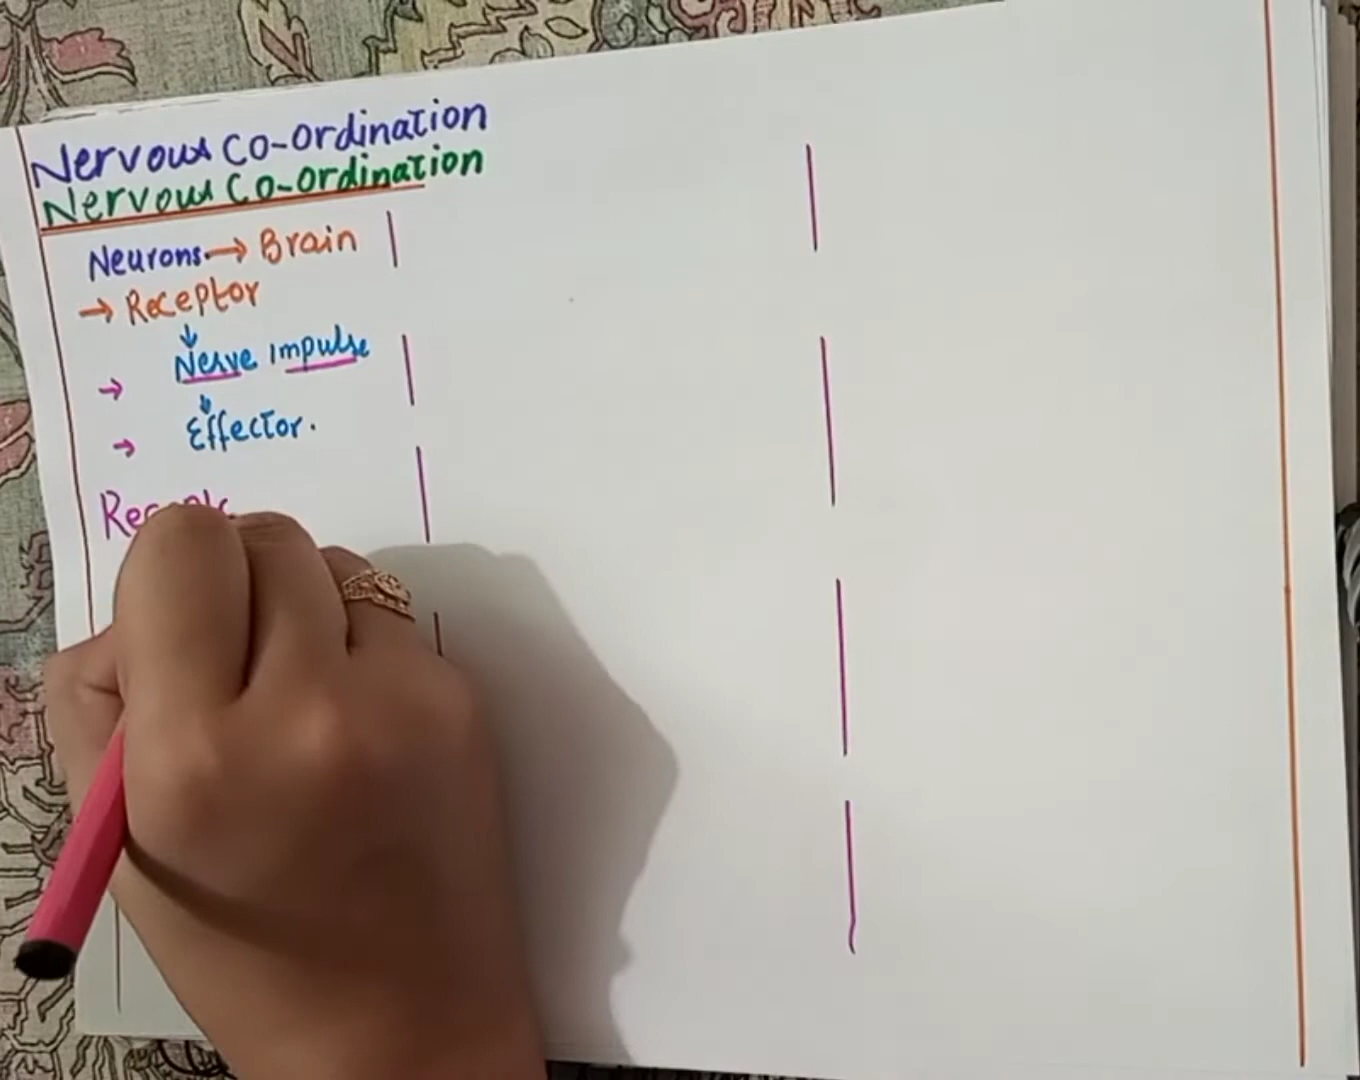 Nervous Co-ordination
Nervous Co-ordination
Neurons → Brain
→ Receptor
↓
→ Nerve impulse
↓
→ Effector.